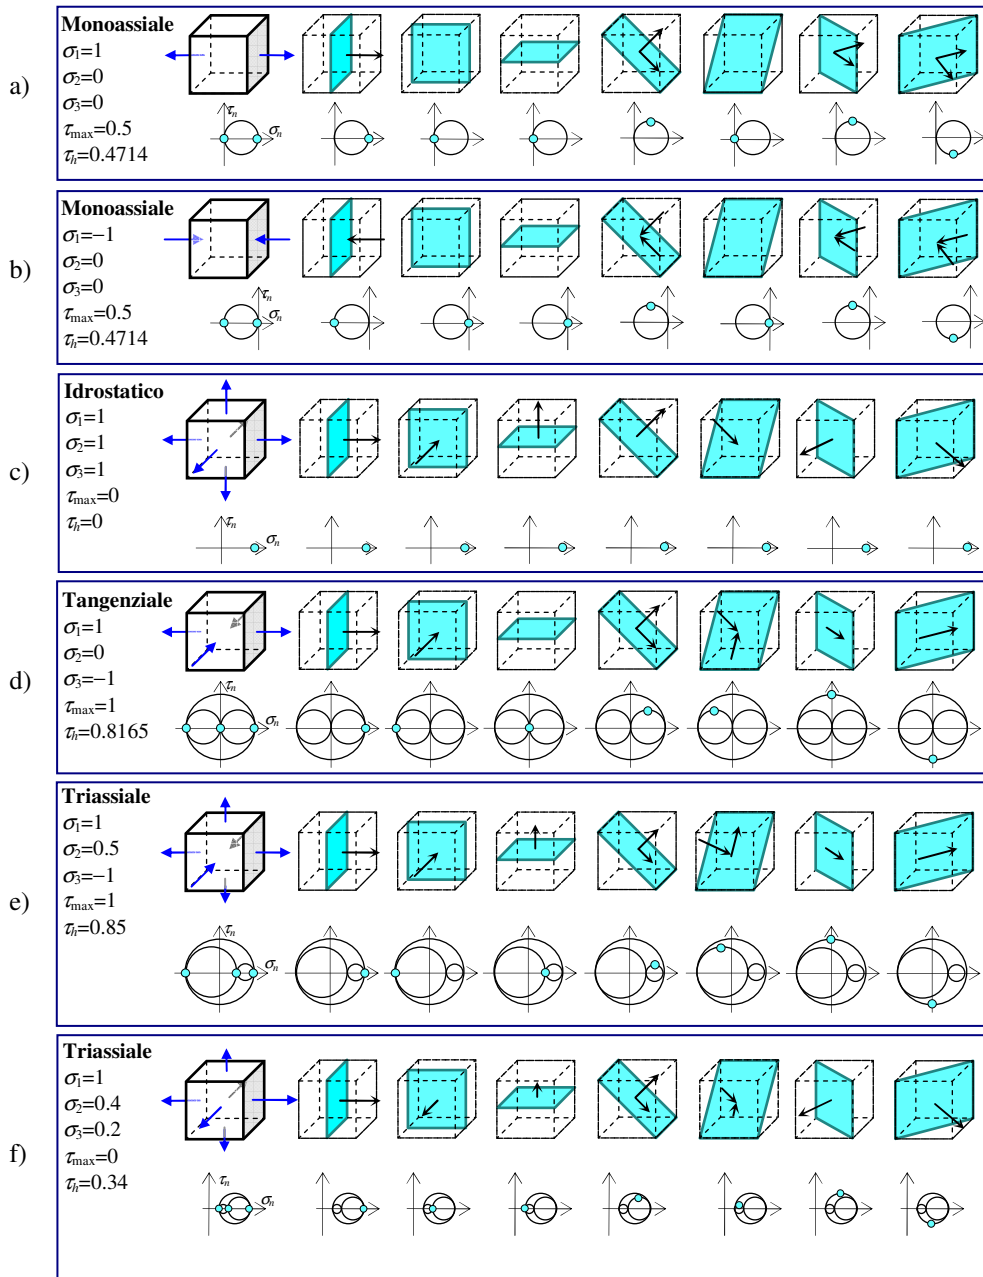 a)
Monoassiale
σ₁=1
σ₂=0
σ₃=0
τmax=0.5
τh=0.4714
τn
σn
b)
Monoassiale
σ₁=−1
σ₂=0
σ₃=0
τmax=0.5
τh=0.4714
τn
σn
c)
Idrostatico
σ₁=1
σ₂=1
σ₃=1
τmax=0
τh=0
τn
σn
d)
Tangenziale
σ₁=1
σ₂=0
σ₃=−1
τmax=1
τh=0.8165
τn
σn
e)
Triassiale
σ₁=1
σ₂=0.5
σ₃=−1
τmax=1
τh=0.85
τn
σn
f)
Triassiale
σ₁=1
σ₂=0.4
σ₃=0.2
τmax=0
τh=0.34
τn
σn